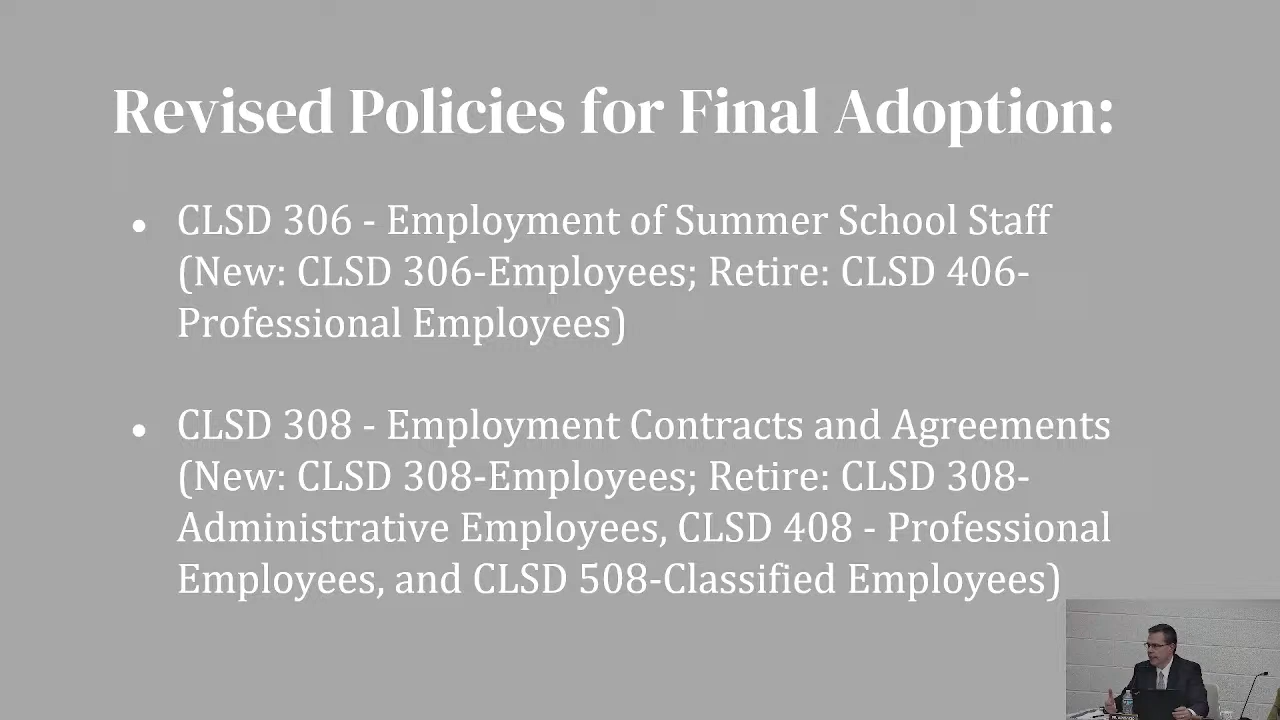 Revised Policies for Final Adoption:
● CLSD 306 - Employment of Summer School Staff
(New: CLSD 306-Employees; Retire: CLSD 406-
Professional Employees)
● CLSD 308 - Employment Contracts and Agreements
(New: CLSD 308-Employees; Retire: CLSD 308-
Administrative Employees, CLSD 408 - Professional
Employees, and CLSD 508-Classified Employees)